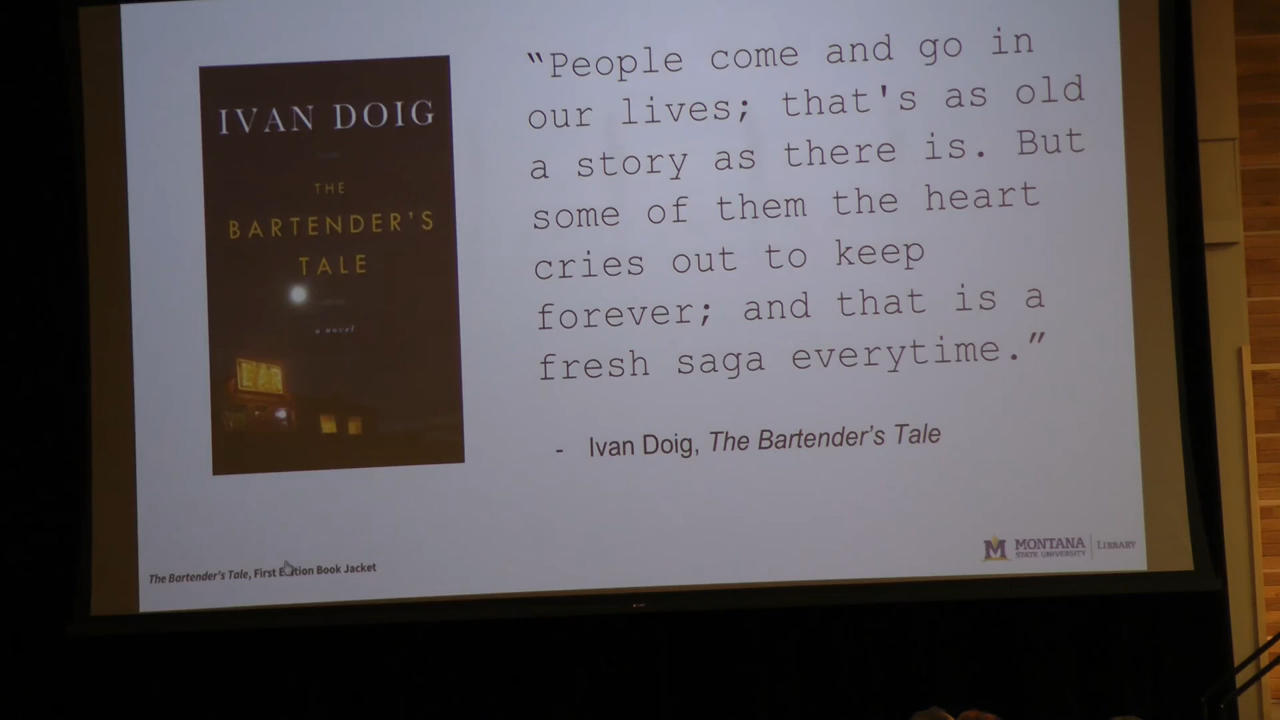 IVAN DOIG
THE
BARTENDER'S
TALE
a novel
"People come and go in
our lives; that's as old
a story as there is. But
some of them the heart
cries out to keep
forever; and that is a
fresh saga everytime."
- Ivan Doig, The Bartender's Tale
The Bartender's Tale, First Edition Book Jacket
M MONTANA
STATE UNIVERSITY
LIBRARY